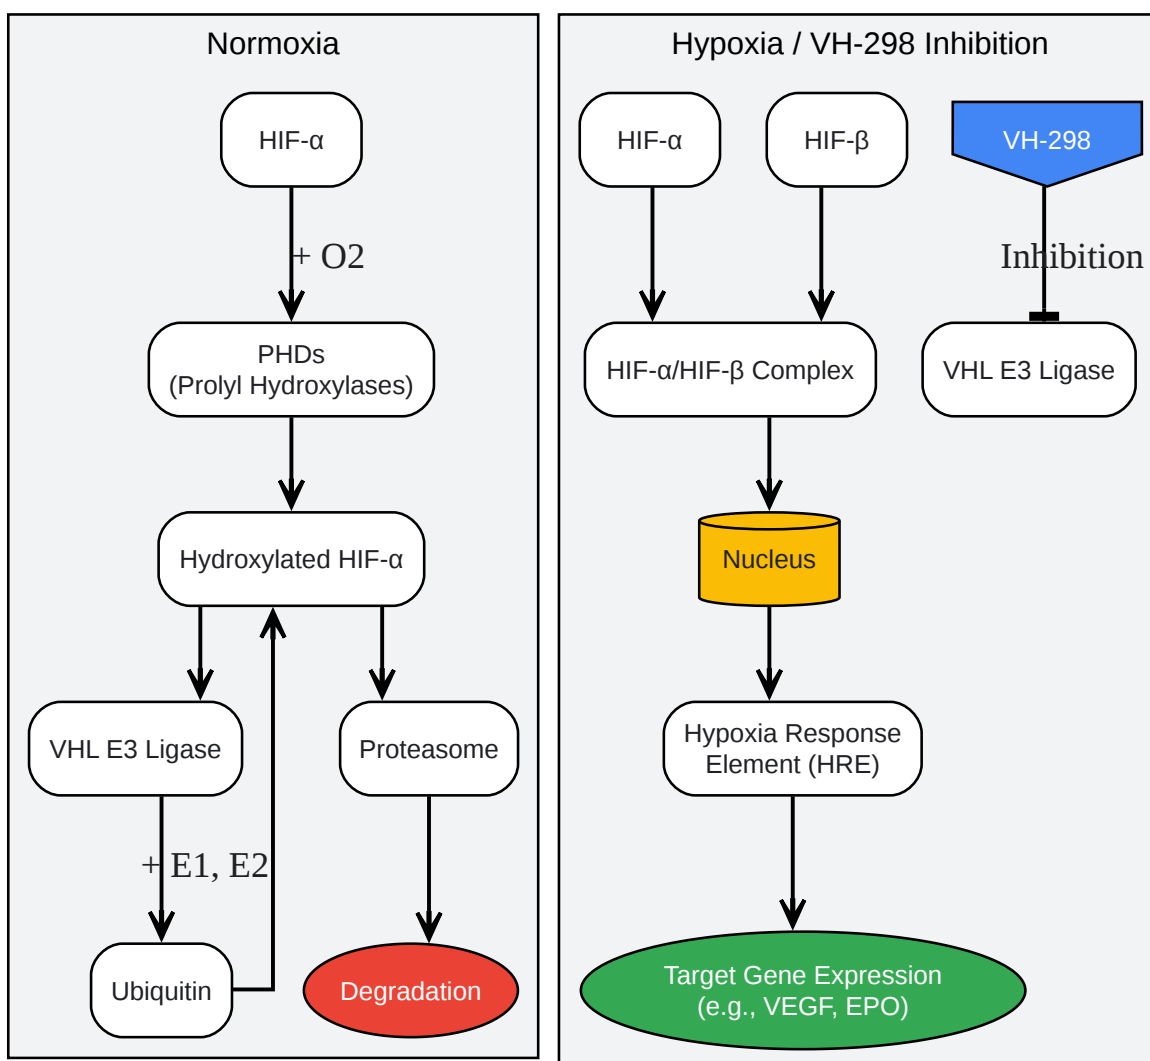 Normoxia
HIF-α
+ O2
PHDs
(Prolyl Hydroxylases)
Hydroxylated HIF-α
VHL E3 Ligase
Proteasome
+ E1, E2
Ubiquitin
Degradation
Hypoxia / VH-298 Inhibition
HIF-α
HIF-β
VH-298
Inhibition
HIF-α/HIF-β Complex
VHL E3 Ligase
Nucleus
Hypoxia Response
Element (HRE)
Target Gene Expression
(e.g., VEGF, EPO)